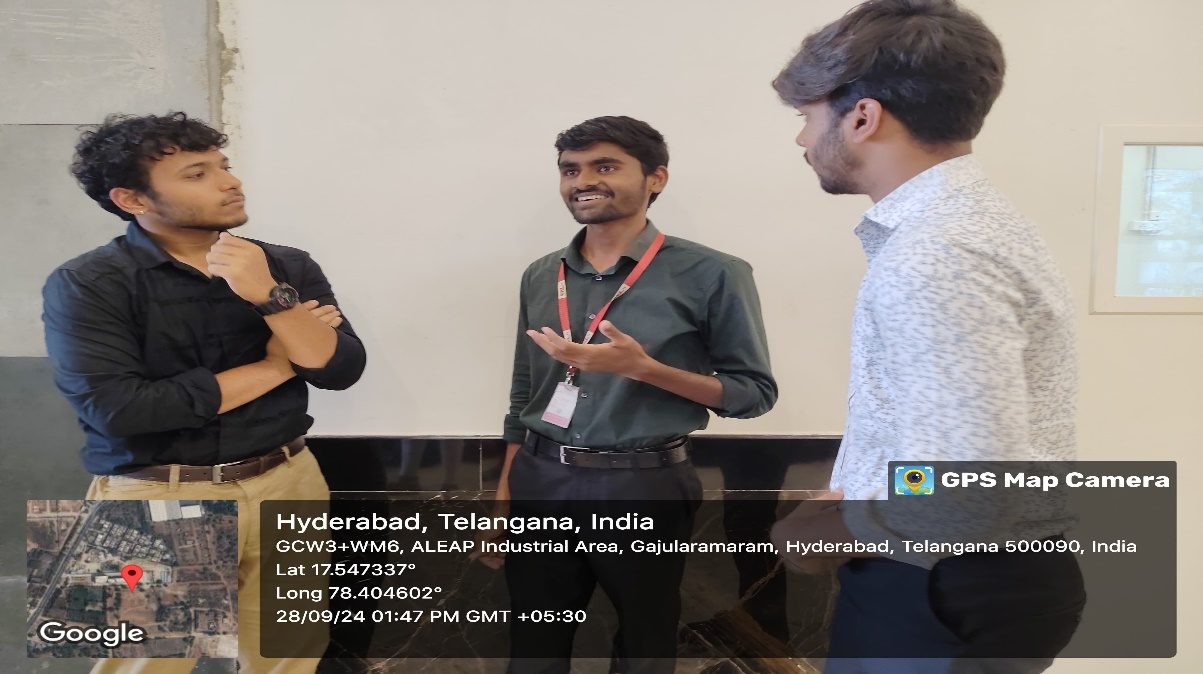 GPS Map Camera
Hyderabad, Telangana, India
GCW3+WM6, ALEAP Industrial Area, Gajularamaram, Hyderabad, Telangana 500090, India
Lat 17.547337°
Long 78.404602°
28/09/24 01:47 PM GMT +05:30
Google